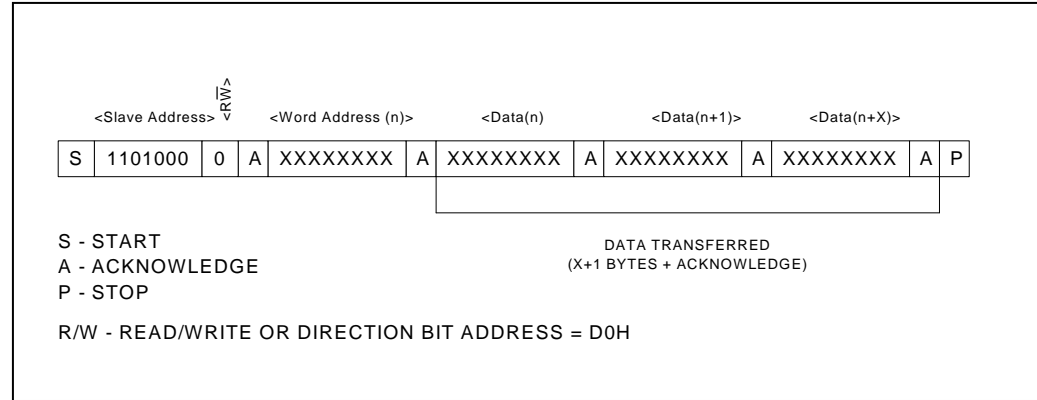 <Slave Address> <RW> <Word Address (n)> <Data(n) <Data(n+1)> <Data(n+X)>
S 1101000 0 A XXXXXXXX A XXXXXXXX A XXXXXXXX A XXXXXXXX A P
S - START
A - ACKNOWLEDGE
P - STOP
DATA TRANSFERRED
(X+1 BYTES + ACKNOWLEDGE)
R/W - READ/WRITE OR DIRECTION BIT ADDRESS = D0H